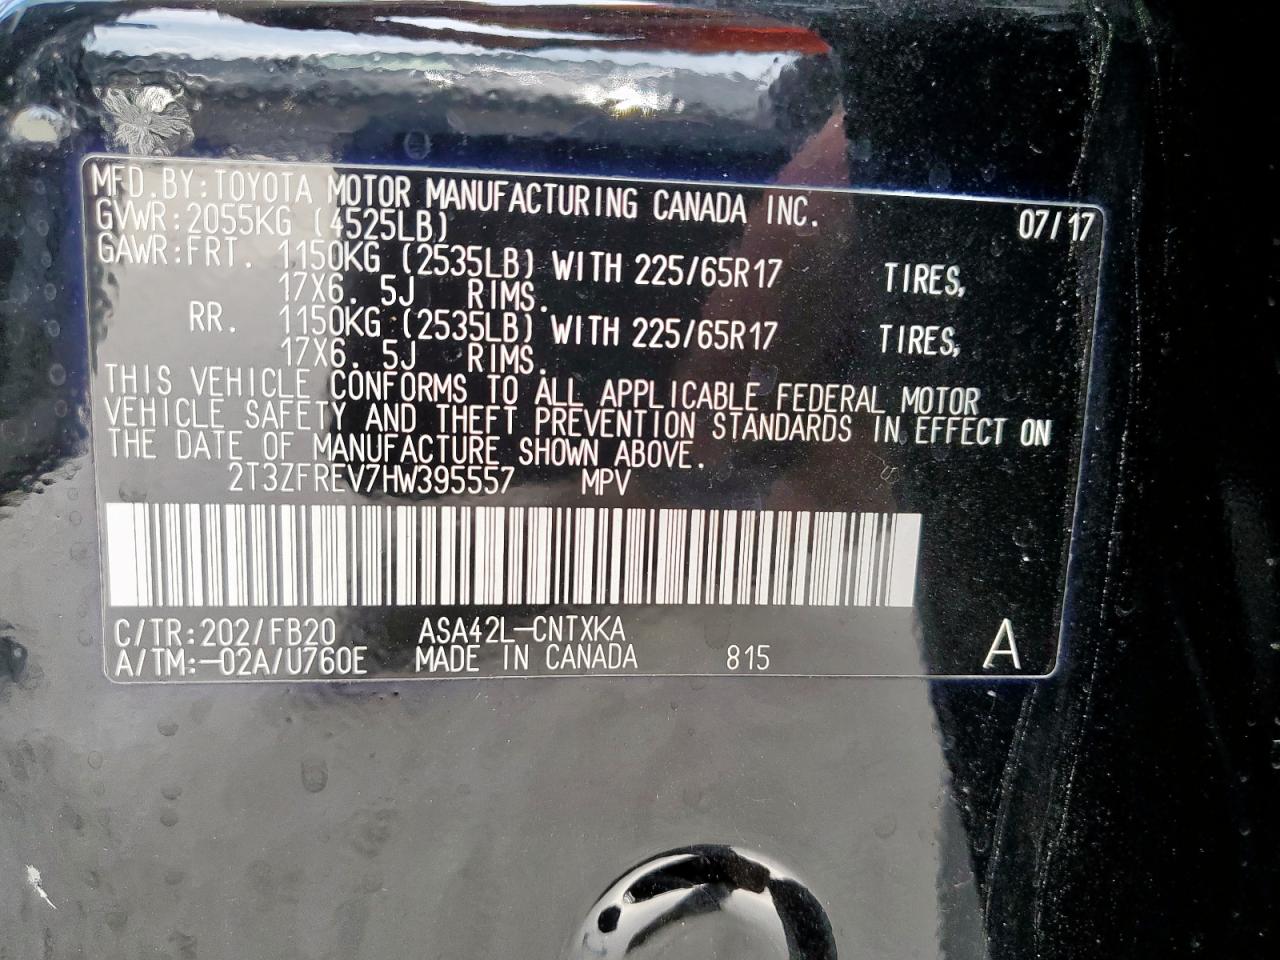 MFD.BY:TOYOTA MOTOR MANUFACTURING CANADA INC. 07/17
GVWR:2055KG (4525LB)
GAWR:FRT. 1150KG (2535LB) WITH 225/65R17 TIRES,
17X6.5J RIMS.
RR. 1150KG (2535LB) WITH 225/65R17 TIRES,
17X6.5J RIMS.
THIS VEHICLE CONFORMS TO ALL APPLICABLE FEDERAL MOTOR
VEHICLE SAFETY AND THEFT PREVENTION STANDARDS IN EFFECT ON
THE DATE OF MANUFACTURE SHOWN ABOVE.
2T3ZFREV7HW395557 MPV
C/TR:202/FB20 ASA42L-CNTXKA A
A/TM:-02A/U760E MADE IN CANADA 815